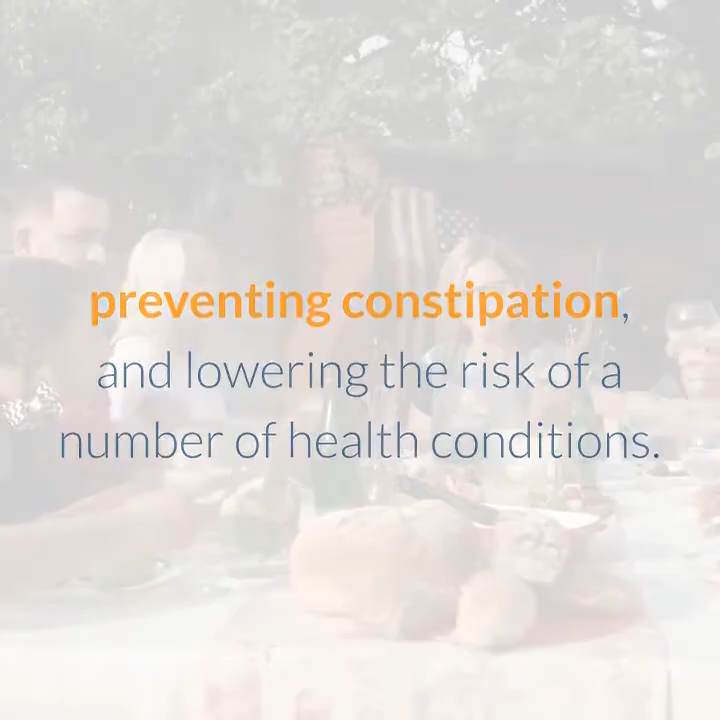 preventing constipation,
and lowering the risk of a
number of health conditions.